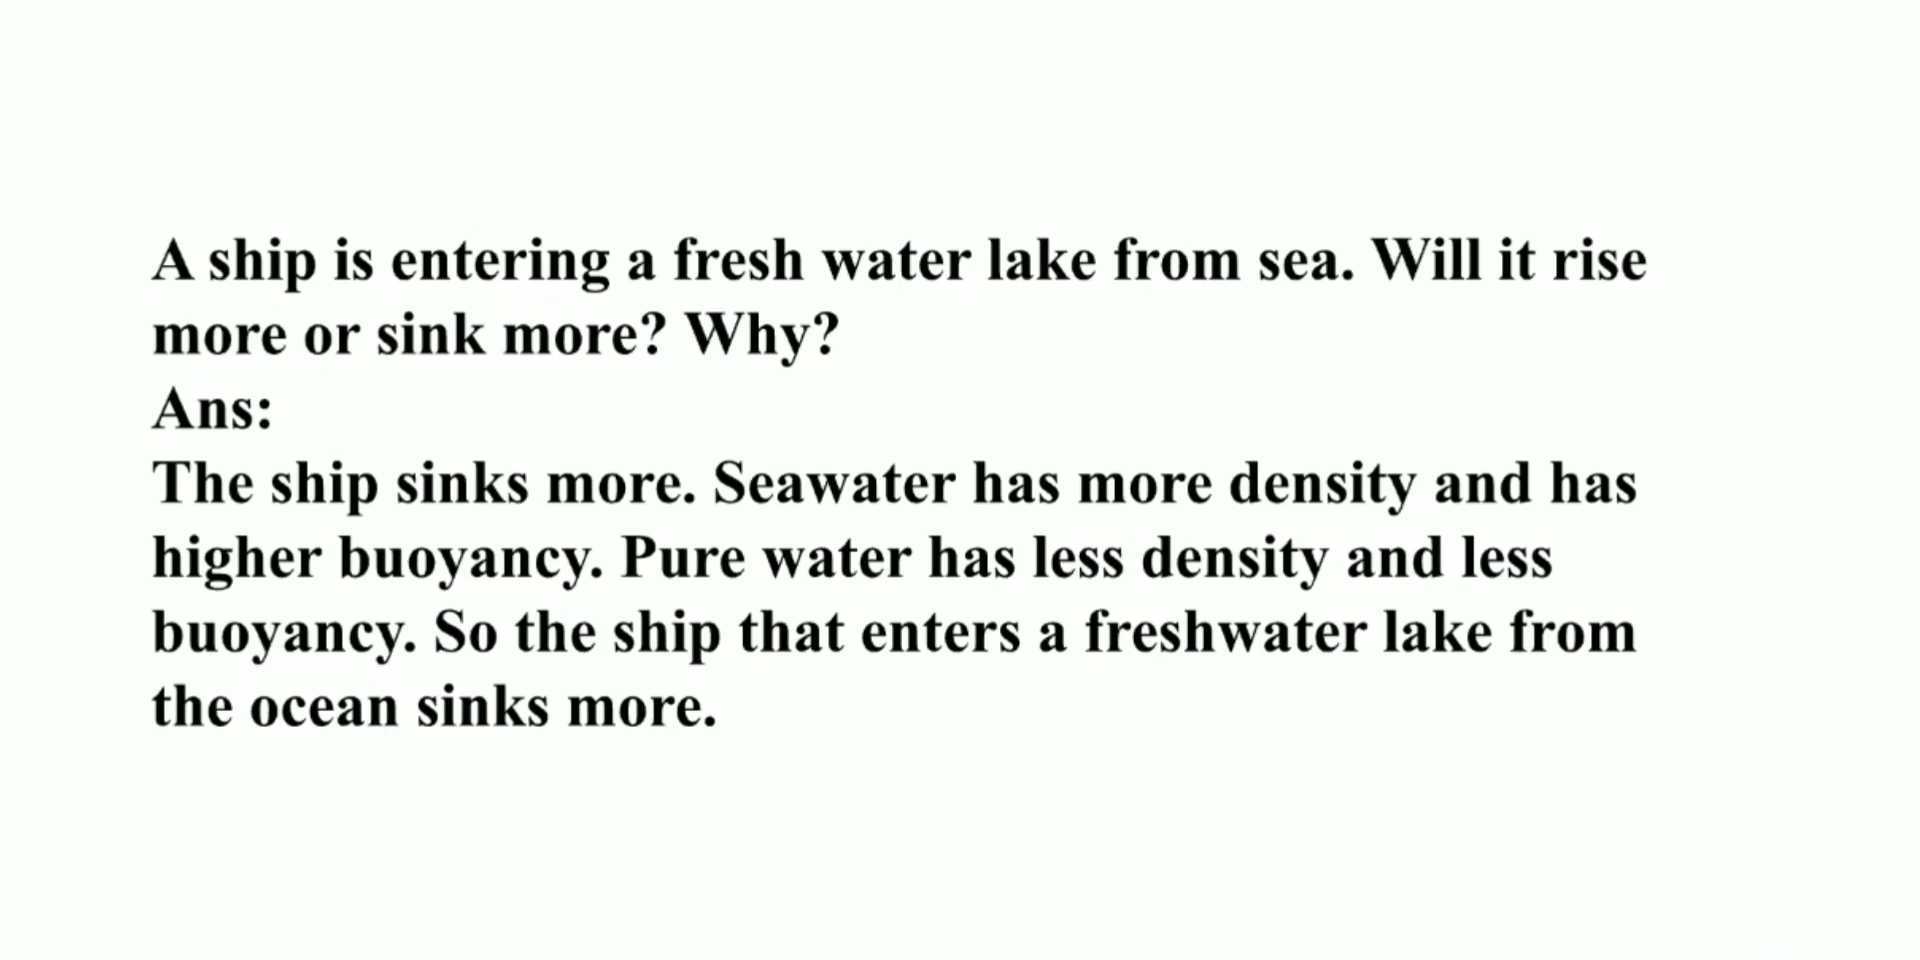 A ship is entering a fresh water lake from sea. Will it rise
more or sink more? Why?
Ans:
The ship sinks more. Seawater has more density and has
higher buoyancy. Pure water has less density and less
buoyancy. So the ship that enters a freshwater lake from
the ocean sinks more.